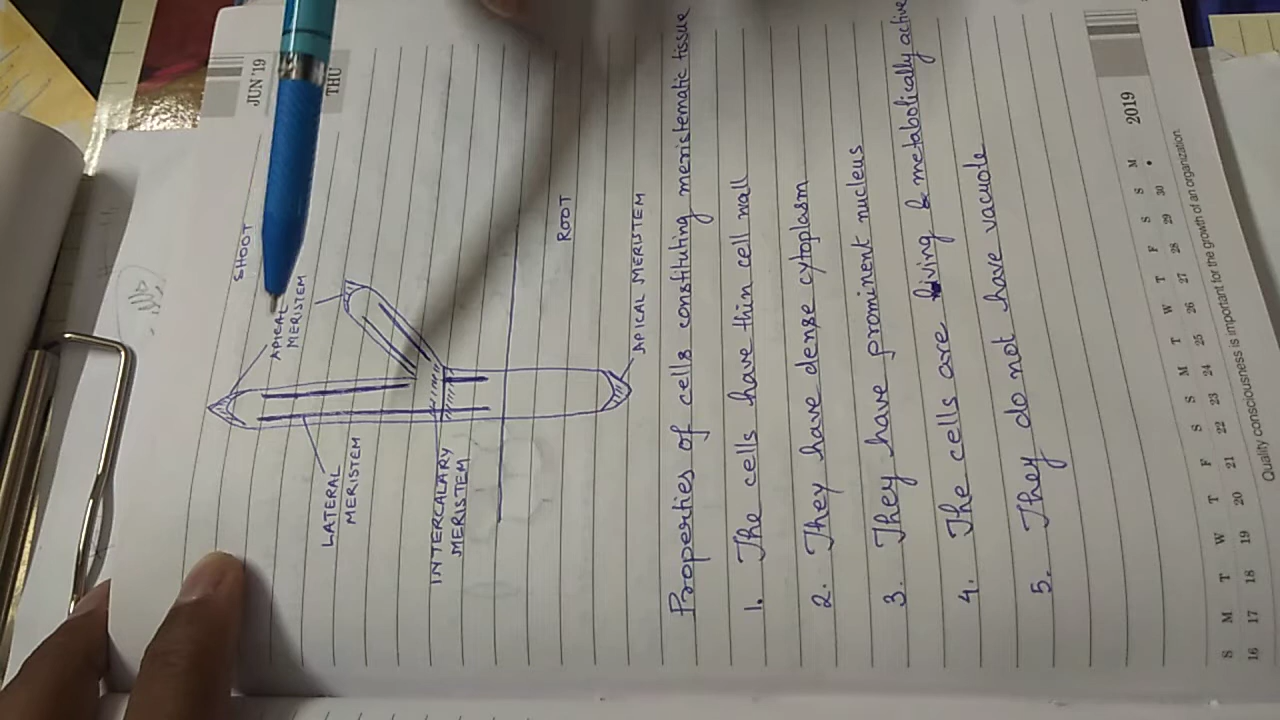 JUN '19
THU
SHOOT
APICAL
MERISTEM
LATERAL
MERISTEM
INTERCALARY
MERISTEM
ROOT
APICAL MERISTEM
Properties of cells constituting meristematic tissue
1. The cells have thin cell wall
2. They have dense cytoplasm
3. They have prominent nucleus
4. The cells are living & metabolically active
5. They do not have vacuole
S M T W T F S S M T W T F S S M T W T F S S M T W T F S S M 2019
16 17 18 19 20 21 22 23 24 25 26 27 28 29 30 •
Quality consciousness is important for the growth of an organization.